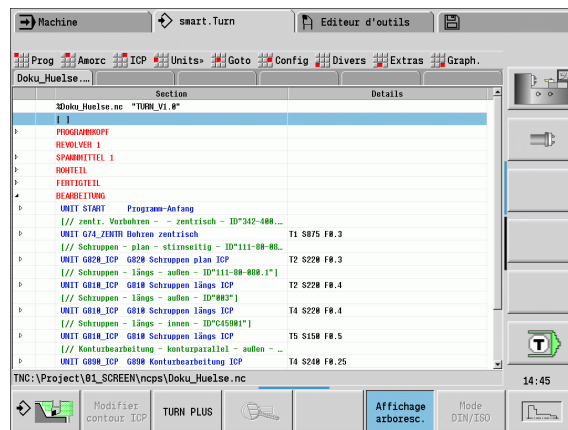 Machine
smart.Turn
Editeur d'outils
Prog Amorc ICP Units» Goto Config Divers Extras Graph.
Doku_Huelse....
Section Details
%Doku_Huelse.nc "TURN_V1.0"
[ ]
PROGRAMMKOPF
REVOLVER 1
SPANNMITTEL 1
ROHTEIL
FERTIGTEIL
BEARBEITUNG
UNIT START Programm-Anfang
[// zentr. Vorbohren - - zentrisch - ID"342-400....
UNIT G74_ZENTR Bohren zentrisch T1 S875 F0.3
[// Schruppen - plan - stirnseitig - ID"111-80-08..
UNIT G820_ICP G820 Schruppen plan ICP T2 S220 F0.3
[// Schruppen - längs - außen - ID"111-80-080.1"]
UNIT G810_ICP G810 Schruppen längs ICP T2 S220 F0.4
[// Schruppen - längs - außen - ID"003"]
UNIT G810_ICP G810 Schruppen längs ICP T4 S220 F0.4
[// Schruppen - längs - innen - ID"C45901"]
UNIT G810_ICP G810 Schruppen längs ICP T5 S150 F0.5
[// Konturbearbeitung - konturparallel - außen - …
UNIT G890_ICP G890 Konturbearbeitung ICP T4 S240 F0.25
TNC:\Project\01_SCREEN\ncps\Doku_Huelse.nc
T
14:45
Modifier
contour ICP
TURN PLUS
Affichage
arboresc.
Mode
DIN/ISO